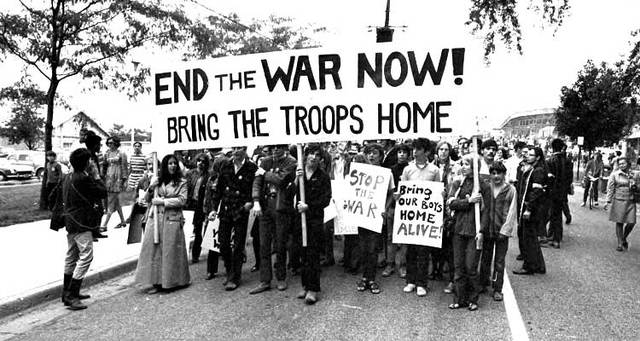 END THE WAR NOW!
BRING THE TROOPS HOME
STOP
THE
WAR
BRiNG
OUR BOYS
HOME
ALIVE!